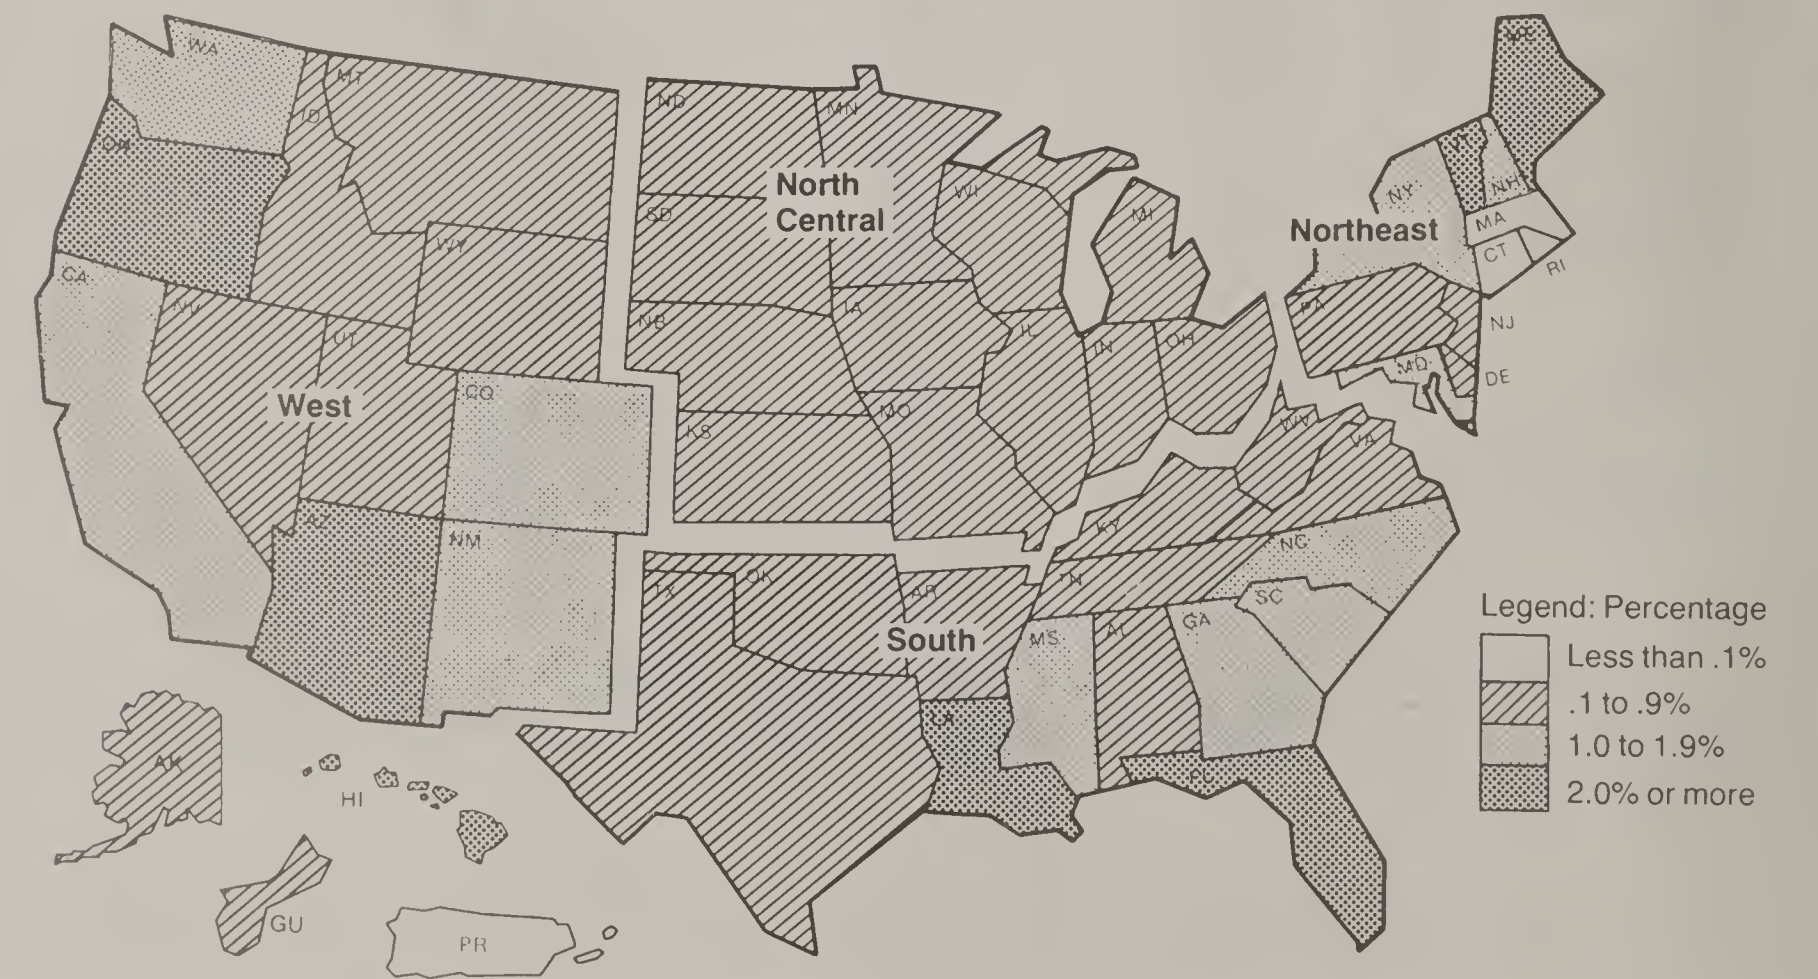 WA
MT
ID
OR
WY
CA
NV
UT
West
CO
AZ
NM
AK
HI
GU
PR
ND
MN
North
Central
SD
WI
MI
NB
IA
IL
IN
OH
MO
KS
OK
TX
AR
South
KY
TN
WV
VA
NC
SC
MS
AL
GA
LA
FL
ME
VT
NH
NY
MA
Northeast
CT
RI
PA
NJ
MD
DE
Legend: Percentage
Less than .1%
.1 to .9%
1.0 to 1.9%
2.0% or more